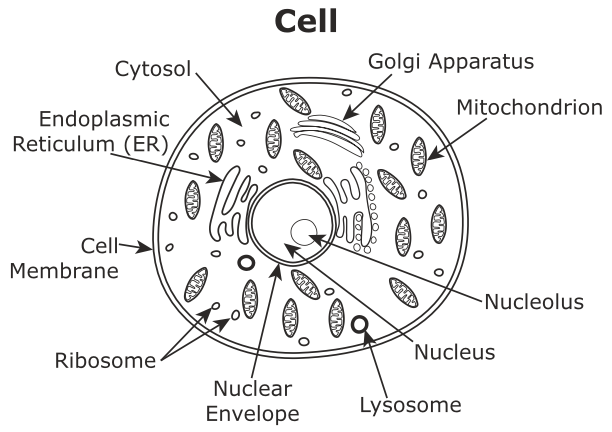 Cell
Cytosol
Golgi Apparatus
Endoplasmic
Reticulum (ER)
Mitochondrion
Cell
Membrane
Nucleolus
Ribosome
Nucleus
Nuclear
Envelope
Lysosome